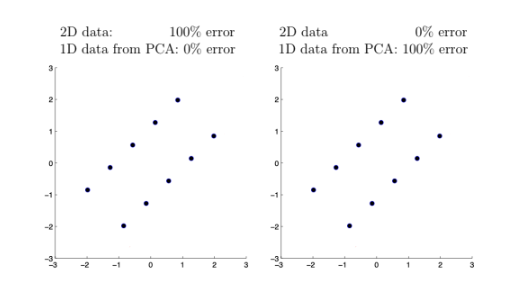 2D data: 100% error
1D data from PCA: 0% error
2D data 0% error
1D data from PCA: 100% error
3
2
1
0
−1
−2
−3
−3 −2 −1 0 1 2 3
3
2
1
0
−1
−2
−3
−3 −2 −1 0 1 2 3